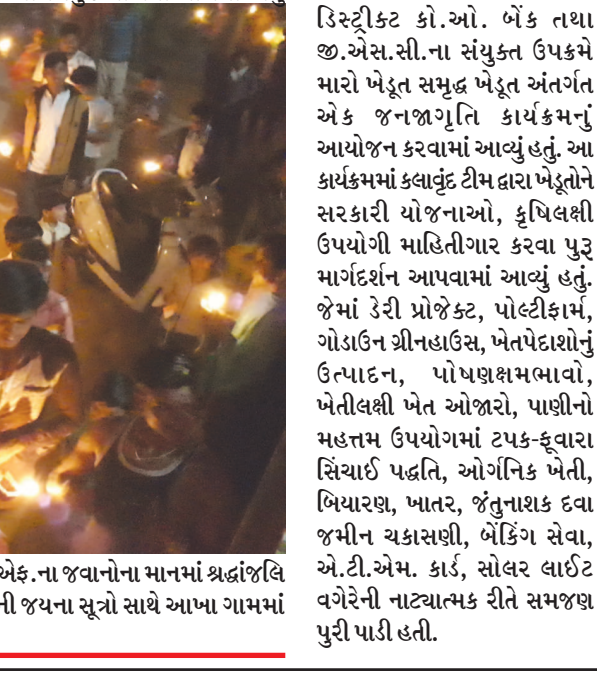 એફ.ના જવાનોના માનમાં શ્રદ્ધાંજલિ
ની જયના સૂત્રો સાથે આખા ગામમાં
ડિસ્ટ્રીક્ટ કો.ઓ. બેંક તથા
જી.એસ.સી.ના સંયુક્ત ઉપક્રમે
મારો ખેડૂત સમૃદ્ધ ખેડૂત અંતર્ગત
એક જનજાગૃતિ કાર્યક્રમનું
આયોજન કરવામાં આવ્યું હતું. આ
કાર્યક્રમમાં કલાવૃંદ ટીમ દ્વારા ખેડૂતોને
સરકારી યોજનાઓ, કૃષિલક્ષી
ઉપયોગી માહિતીગાર કરવા પુરૂ
માર્ગદર્શન આપવામાં આવ્યું હતું.
જેમાં ડેરી પ્રોજેક્ટ, પોલ્ટીફાર્મ,
ગોડાઉન ગ્રીનહાઉસ, ખેતપેદાશોનું
ઉત્પાદન, પોષણક્ષમભાવો,
ખેતીલક્ષી ખેત ઓજારો, પાણીનો
મહત્તમ ઉપયોગમાં ટપક-ફૂવારા
સિંચાઈ પદ્ધતિ, ઓર્ગનિક ખેતી,
બિયારણ, ખાતર, જંતુનાશક દવા
જમીન ચકાસણી, બેંકિંગ સેવા,
એ.ટી.એમ. કાર્ડ, સોલર લાઈટ
વગેરેની નાટ્યાત્મક રીતે સમજણ
પુરી પાડી હતી.